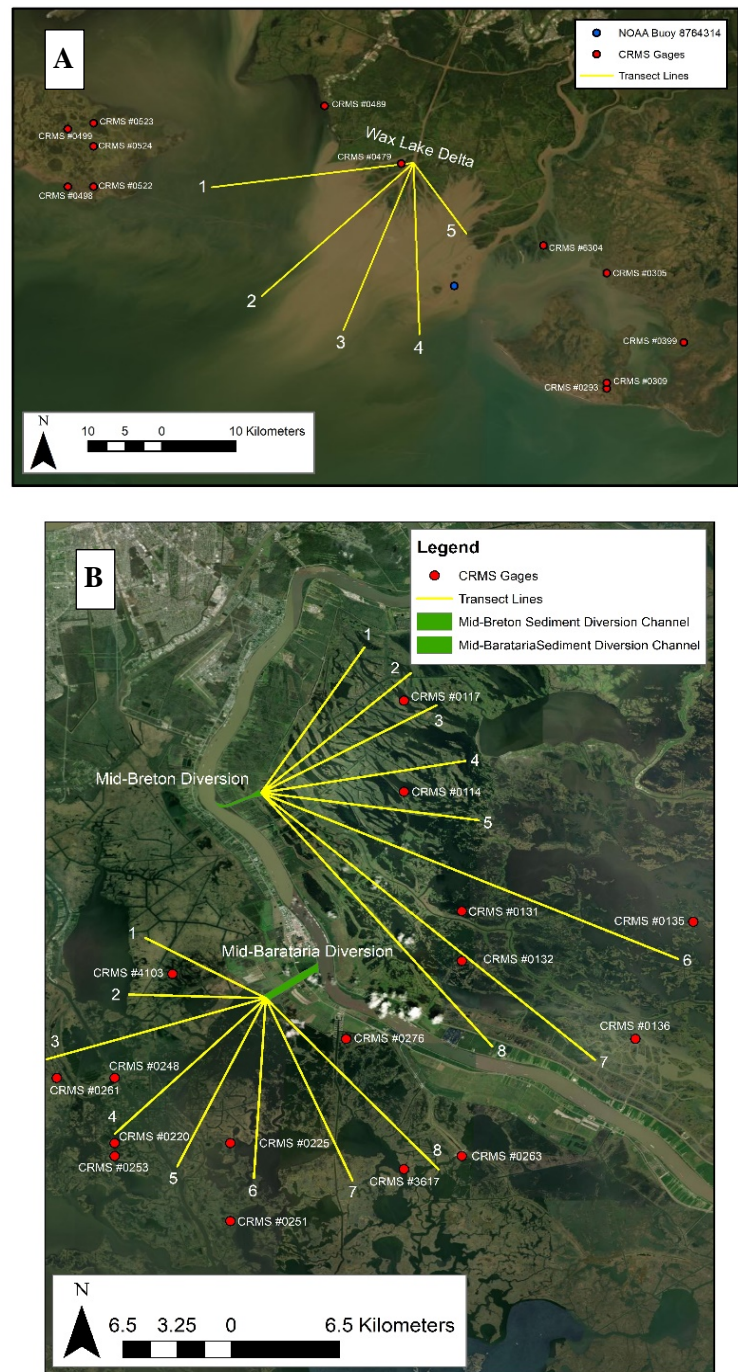 A
NOAA Buoy 8764314
CRMS Gages
Transect Lines
CRMS #0489
CRMS #0523
CRMS #0499
CRMS #0524
CRMS #0498
CRMS #0522
Wax Lake Delta
CRMS #0479
1
2
3
4
5
CRMS #6304
CRMS #0305
CRMS #0399
CRMS #0309
CRMS #0293
N
10 5 0 10 Kilometers
B
Legend
CRMS Gages
Transect Lines
Mid-Breton Sediment Diversion Channel
Mid-BaratariaSediment Diversion Channel
1
2
CRMS #0117
3
4
Mid-Breton Diversion
CRMS #0114
5
CRMS #0131
CRMS #0135
1
Mid-Barataria Diversion
6
CRMS #4103
CRMS #0132
2
3
CRMS #0276
8
7
CRMS #0136
CRMS #0248
CRMS #0261
4
CRMS #0220
CRMS #0225
CRMS #0253
5
6
7
8
CRMS #0263
CRMS #3617
CRMS #0251
N
6.5 3.25 0 6.5 Kilometers